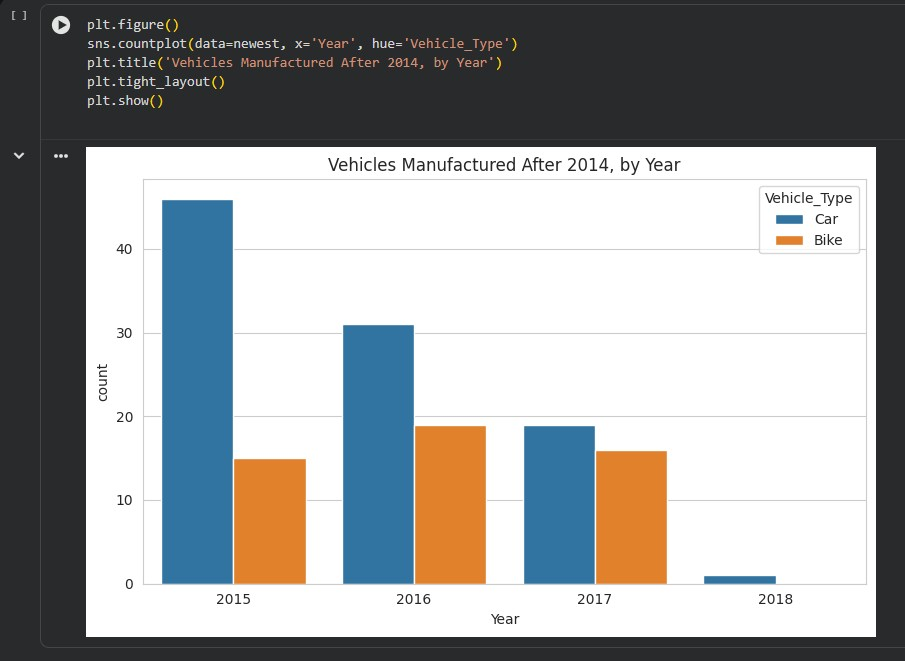 [ ]
plt.figure()
sns.countplot(data=newest, x='Year', hue='Vehicle_Type')
plt.title('Vehicles Manufactured After 2014, by Year')
plt.tight_layout()
plt.show()
Vehicles Manufactured After 2014, by Year
Vehicle_Type
Car
Bike
40
30
20
10
0
count
2015 2016 2017 2018
Year